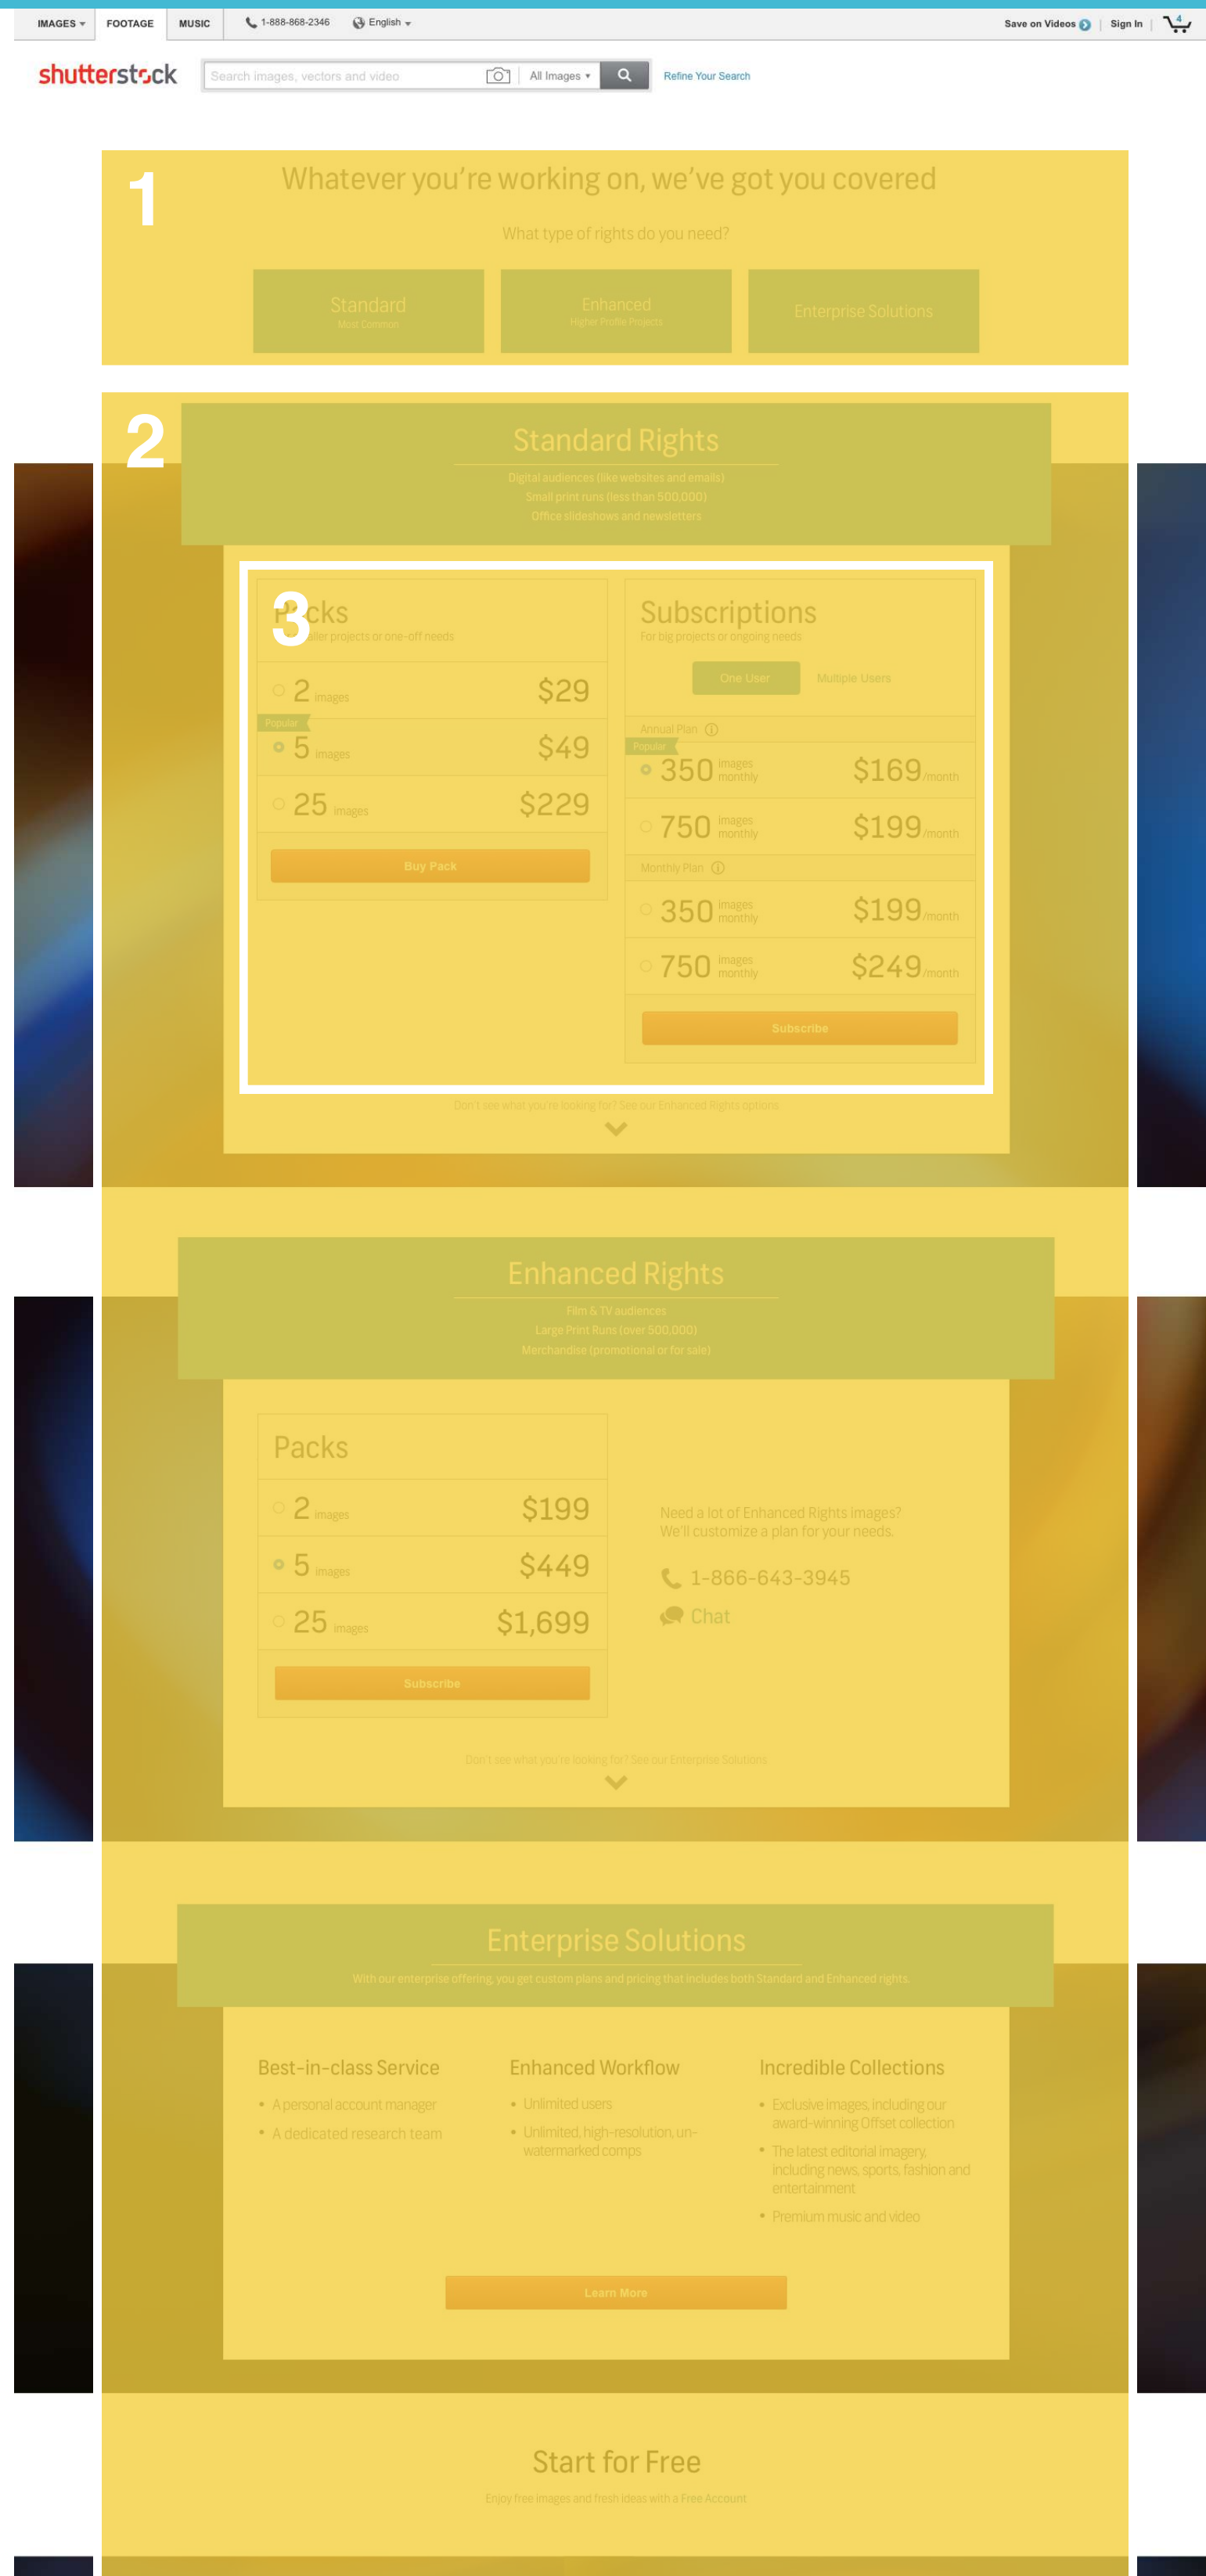 IMAGES FOOTAGE MUSIC 1-888-868-2346 English Save on Videos Sign In 4
shutterstock Search images, vectors and video All Images Refine Your Search
1
Whatever you're working on, we've got you covered
What type of rights do you need?
Standard
Most Common
Enhanced
Higher Profile Projects
Enterprise Solutions
2
Standard Rights
Digital audiences (like websites and emails)
Small print runs (less than 500,000)
Office slideshows and newsletters
3
Packs
projects or one-off needs
2 images $29
Popular
5 images $49
25 images $229
Buy Pack
Subscriptions
For big projects or ongoing needs
One User Multiple Users
Annual Plan
Popular
350 images monthly $169/month
750 images monthly $199/month
Monthly Plan
350 images monthly $199/month
750 images monthly $249/month
Subscribe
Don't see what you're looking for? See our Enhanced Rights options
Enhanced Rights
Film & TV audiences
Large Print Runs (over 500,000)
Merchandise (promotional or for sale)
Packs
2 images $199
5 images $449
25 images $1,699
Subscribe
Need a lot of Enhanced Rights images?
We'll customize a plan for your needs.
1-866-643-3945
Chat
Don't see what you're looking for? See our Enterprise Solutions
Enterprise Solutions
With our enterprise offering, you get custom plans and pricing that includes both Standard and Enhanced rights.
Best-in-class Service
• A personal account manager
• A dedicated research team
Enhanced Workflow
• Unlimited users
• Unlimited, high-resolution, un-
watermarked comps
Incredible Collections
• Exclusive images, including our
award-winning Offset collection
• The latest editorial imagery,
including news, sports, fashion and
entertainment
• Premium music and video
Learn More
Start for Free
Enjoy free images and fresh ideas with a Free Account